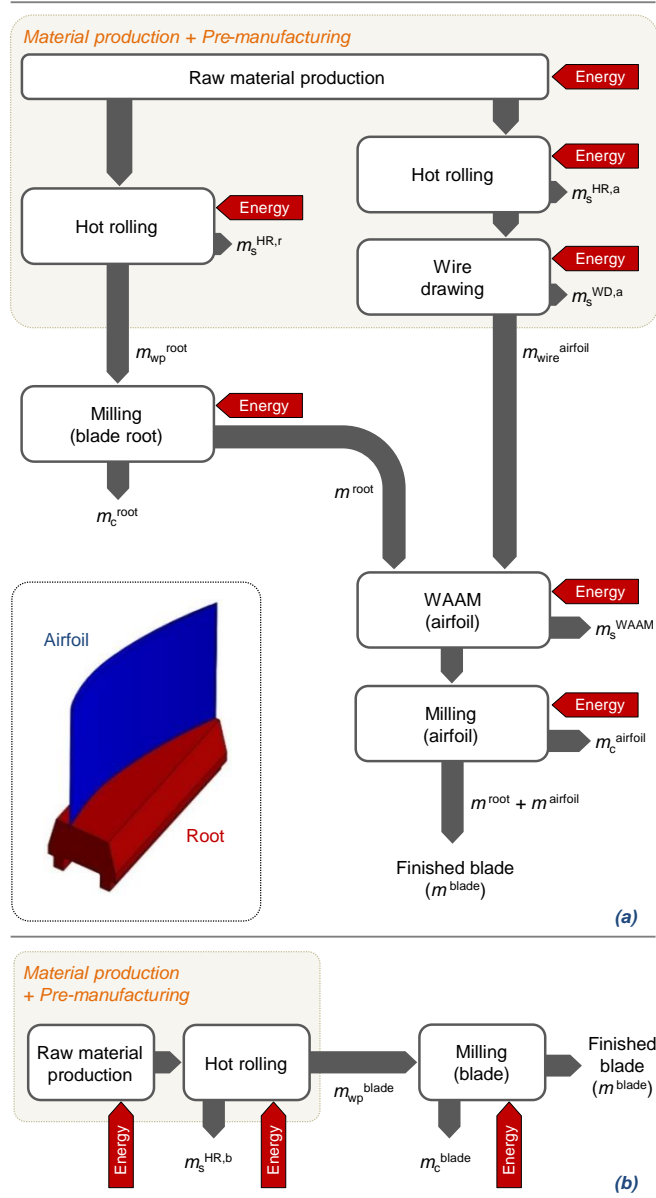 Material production + Pre-manufacturing
Raw material production
Energy
Energy
Hot rolling
m_s^HR,a
Energy
Hot rolling
m_s^HR,r
Energy
Wire
drawing
m_s^WD,a
m_wp^root
m_wire^airfoil
Energy
Milling
(blade root)
m^root
m_c^root
Energy
WAAM
(airfoil)
m_s^WAAM
Airfoil
Root
Energy
Milling
(airfoil)
m_c^airfoil
m^root + m^airfoil
Finished blade
(m^blade)
(a)
Material production
+ Pre-manufacturing
Raw material
production
Hot rolling
m_wp^blade
Milling
(blade)
Finished
blade
(m^blade)
Energy
m_s^HR,b
Energy
m_c^blade
Energy
(b)